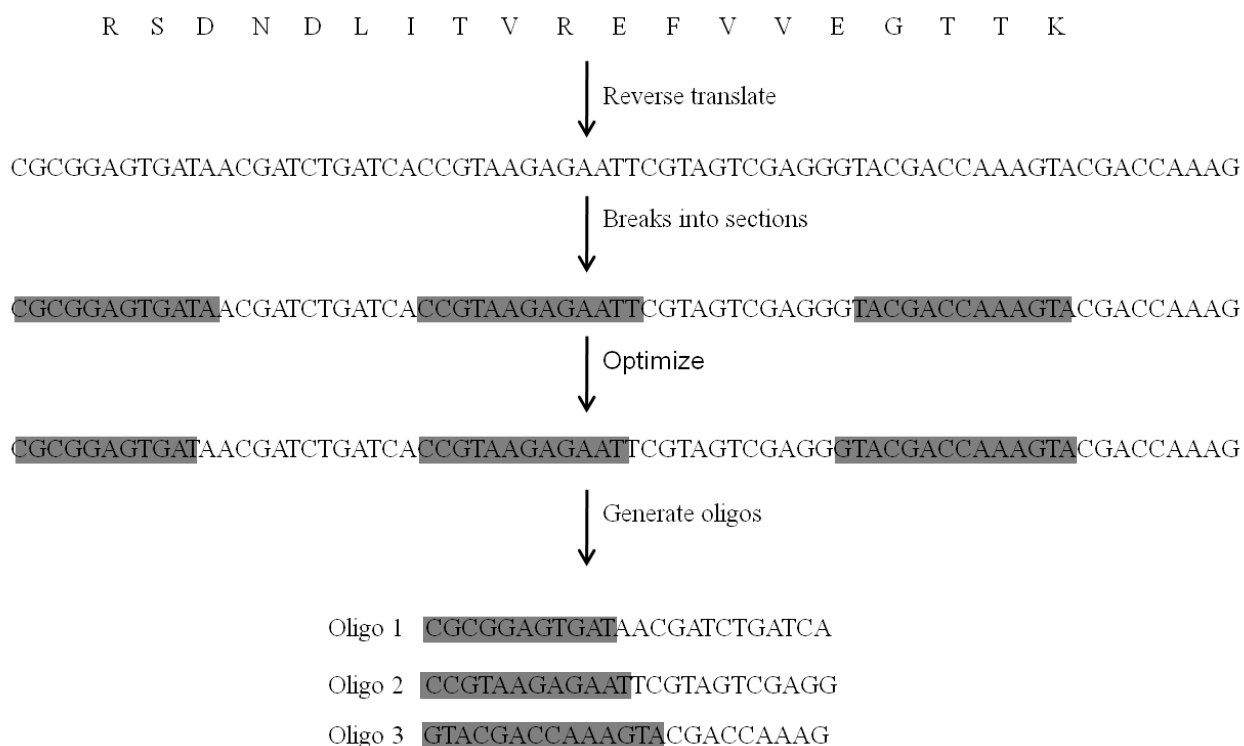 R S D N D L I T V R E F V V E G T T K
Reverse translate
CGCGGAGTGATAACGATCTGATCACCGTAAGAGAATTCGTAGTCGAGGGTACGACCAAAGTACGACCAAAG
Breaks into sections
CGCGGAGTGATAACGATCTGATCACCGTAAGAGAATTCGTAGTCGAGGGTACGACCAAAGTACGACCAAAG
Optimize
CGCGGAGTGATAACGATCTGATCACCGTAAGAGAATTCGTAGTCGAGGGTACGACCAAAGTACGACCAAAG
Generate oligos
Oligo 1 CGCGGAGTGATAACGATCTGATCA
Oligo 2 CCGTAAGAGAATTCGTAGTCGAGG
Oligo 3 GTACGACCAAAGTACGACCAAAG